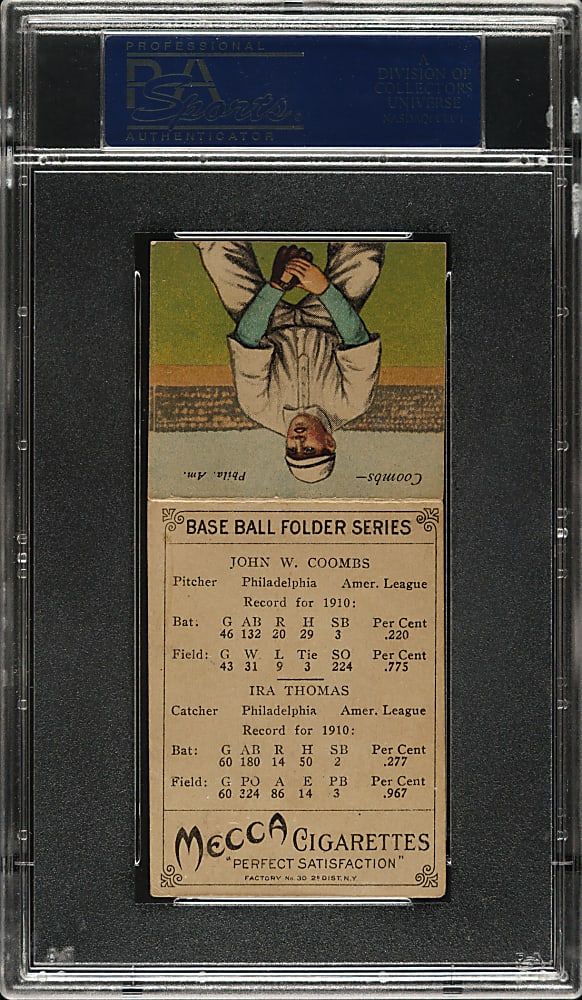 PROFESSIONAL
PSA
Sports
AUTHENTICATOR
A
DIVISION OF
COLLECTORS
UNIVERSE
Coombs— Phila. Am.
BASE BALL FOLDER SERIES
JOHN W. COOMBS
Pitcher Philadelphia Amer. League
Record for 1910:
Bat: G AB R H SB Per Cent
46 132 20 29 3 .220
Field: G W L Tie SO Per Cent
43 31 9 3 224 .775
IRA THOMAS
Catcher Philadelphia Amer. League
Record for 1910:
Bat: G AB R H SB Per Cent
60 180 14 50 2 .277
Field: G PO A E PB Per Cent
60 324 86 14 3 .967
MECCA CIGARETTES
"PERFECT SATISFACTION"
FACTORY No. 30 2D DIST. N.Y.